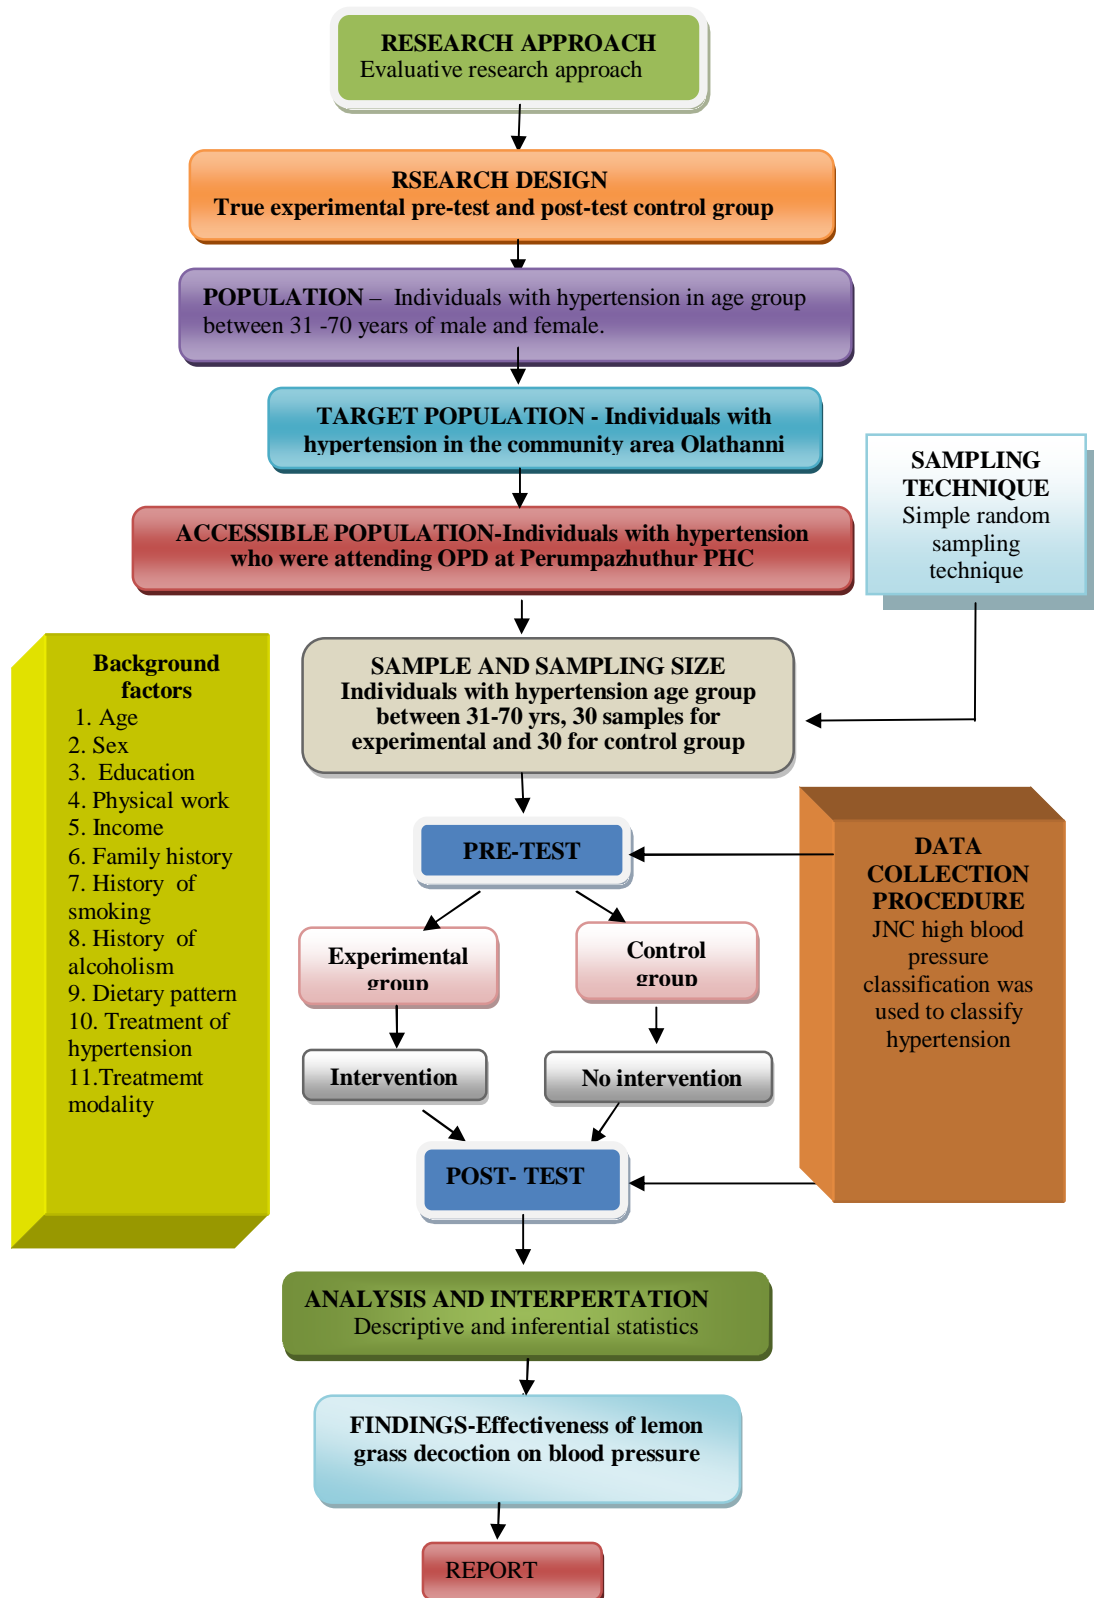 RESEARCH APPROACH
Evaluative research approach
RSEARCH DESIGN
True experimental pre-test and post-test control group
POPULATION – Individuals with hypertension in age group
between 31 -70 years of male and female.
TARGET POPULATION - Individuals with
hypertension in the community area Olathanni
SAMPLING
TECHNIQUE
Simple random
sampling
technique
ACCESSIBLE POPULATION-Individuals with hypertension
who were attending OPD at Perumpazhuthur PHC
Background
factors
1. Age
2. Sex
3. Education
4. Physical work
5. Income
6. Family history
7. History of
smoking
8. History of
alcoholism
9. Dietary pattern
10. Treatment of
hypertension
11.Treatmemt
modality
SAMPLE AND SAMPLING SIZE
Individuals with hypertension age group
between 31-70 yrs, 30 samples for
experimental and 30 for control group
PRE-TEST
DATA
COLLECTION
PROCEDURE
JNC high blood
pressure
classification was
used to classify
hypertension
Experimental
group
Control
group
Intervention
No intervention
POST- TEST
ANALYSIS AND INTERPERTATION
Descriptive and inferential statistics
FINDINGS-Effectiveness of lemon
grass decoction on blood pressure
REPORT